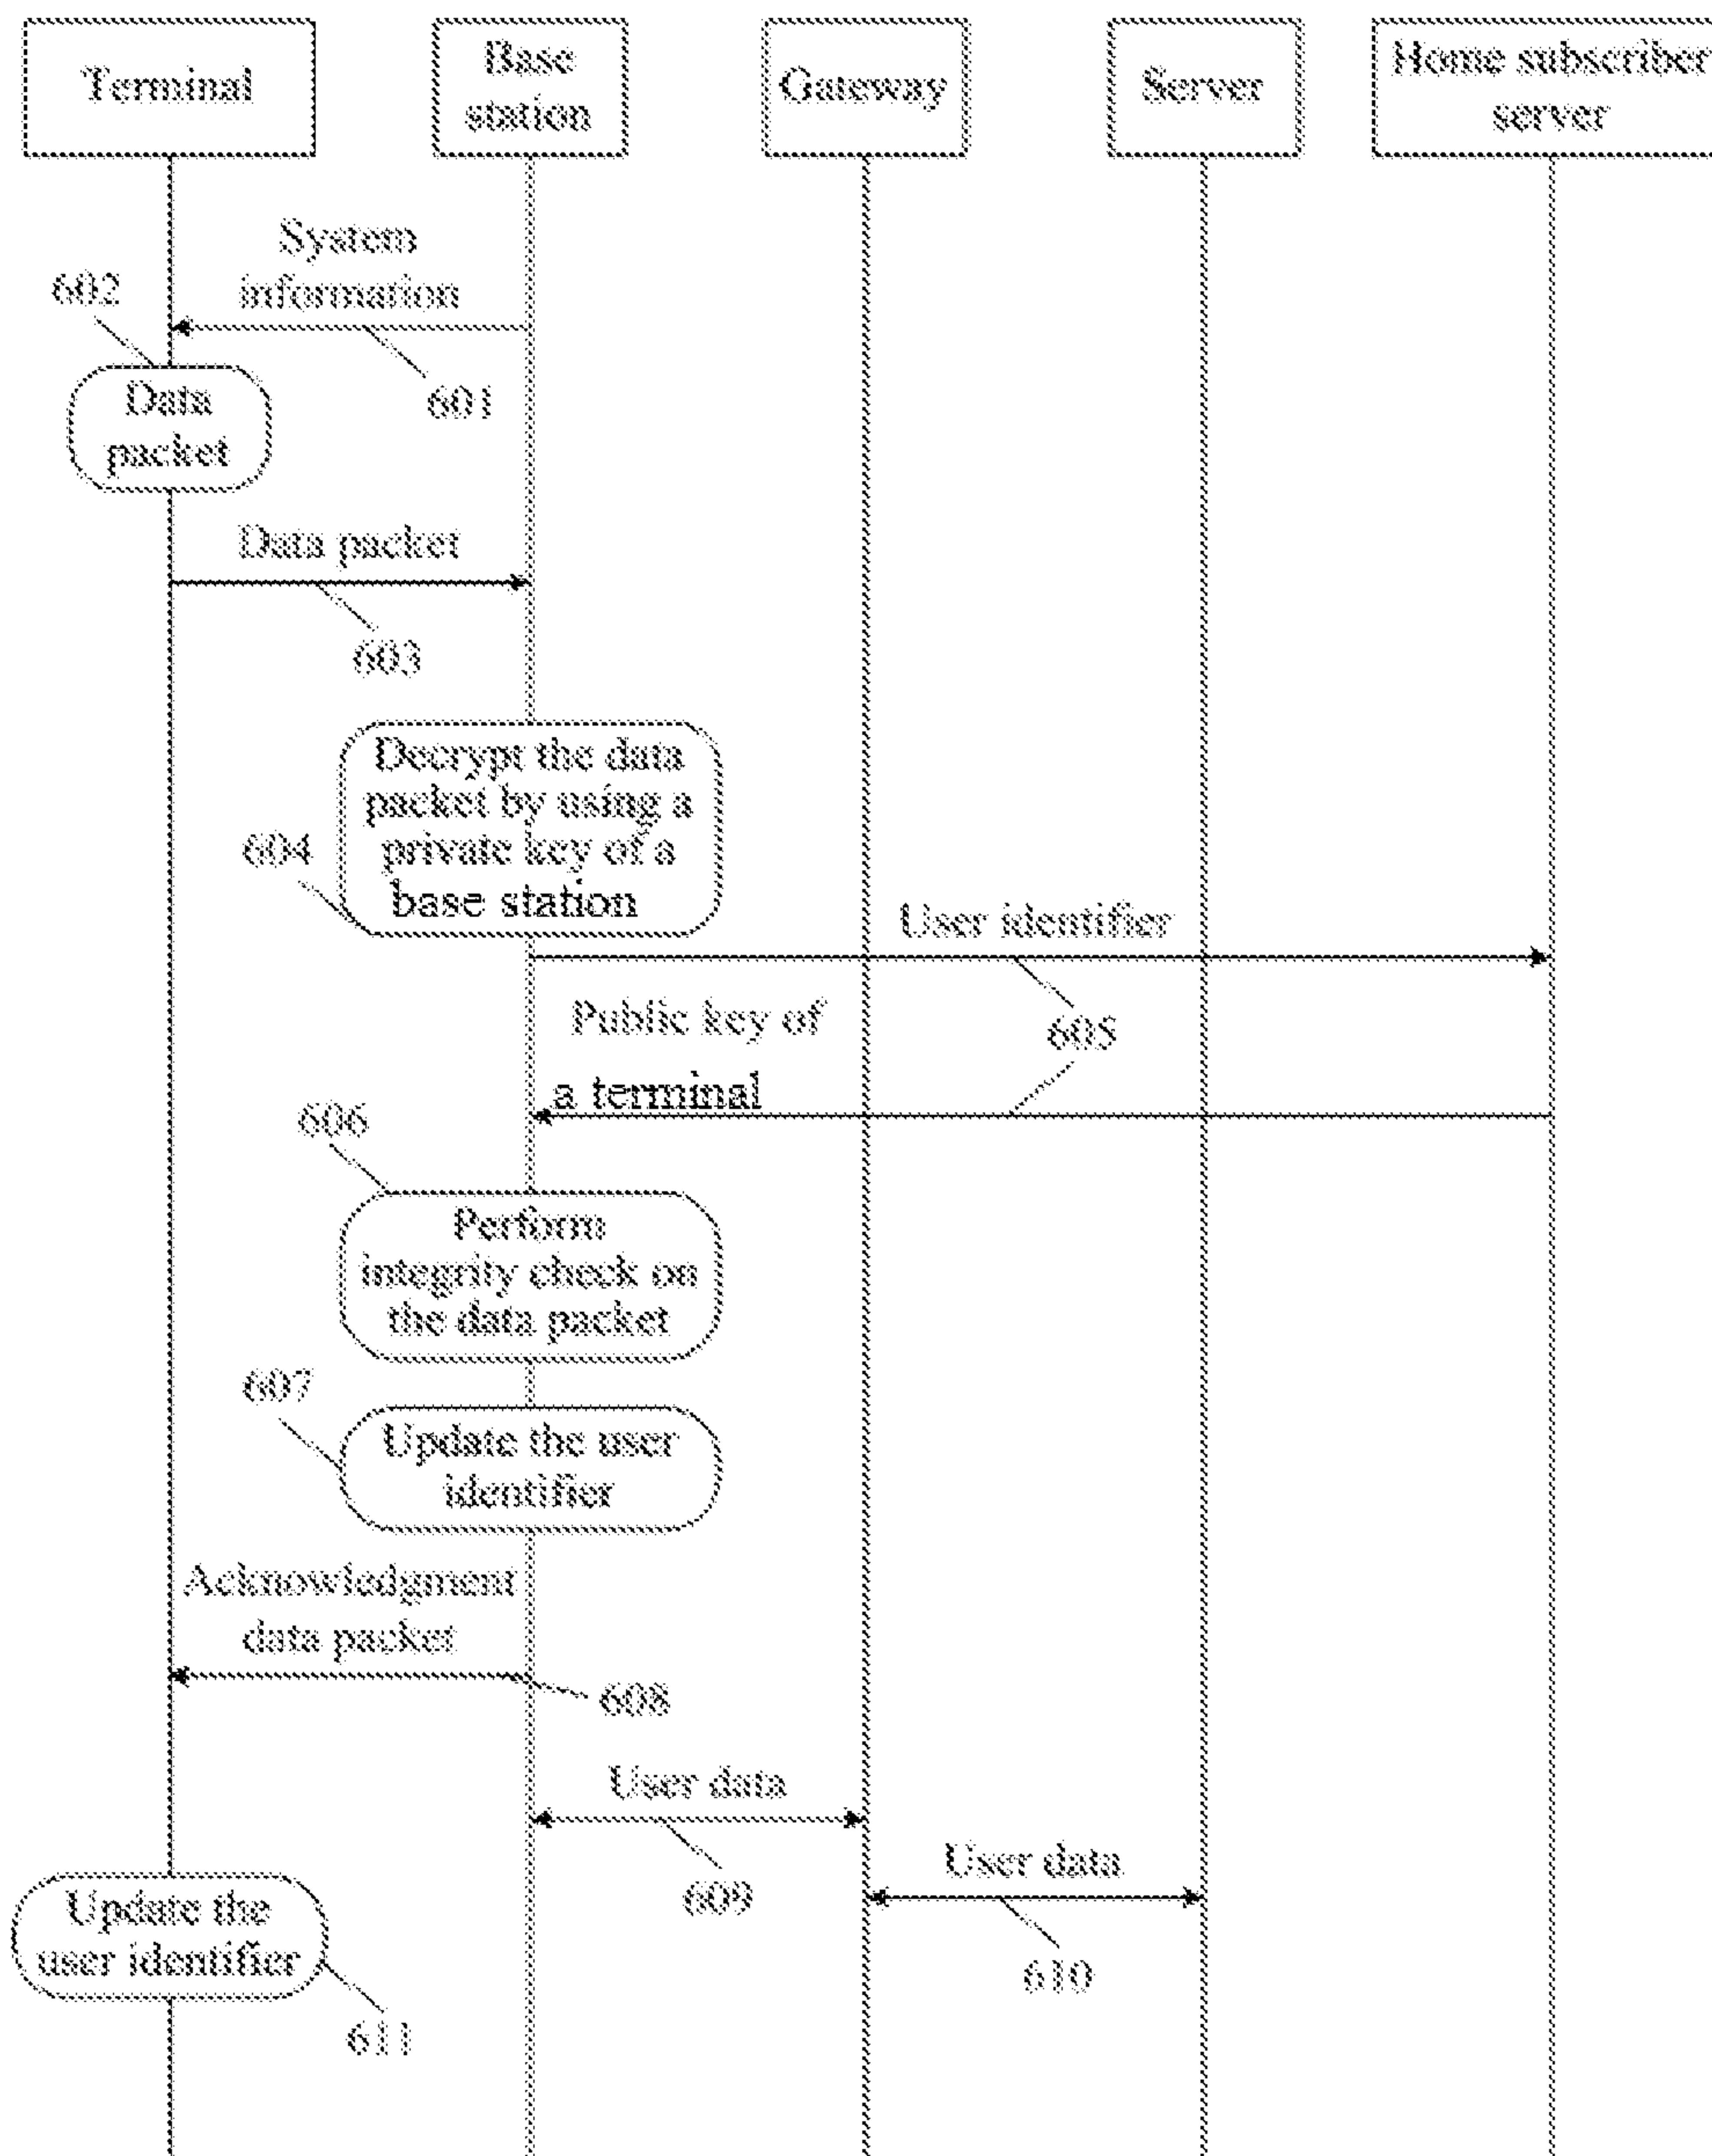 Terminal
Base
station
Gateway
Server
Home subscriber
server
System
information
602
601
Data
packet
Data packet
603
Decrypt the data
packet by using a
private key of a
base station
604
User identifier
Public key of
a terminal
605
606
Perform
integrity check on
the data packet
607
Update the user
identifier
Acknowledgment
data packet
608
User data
609
User data
610
Update the
user identifier
611